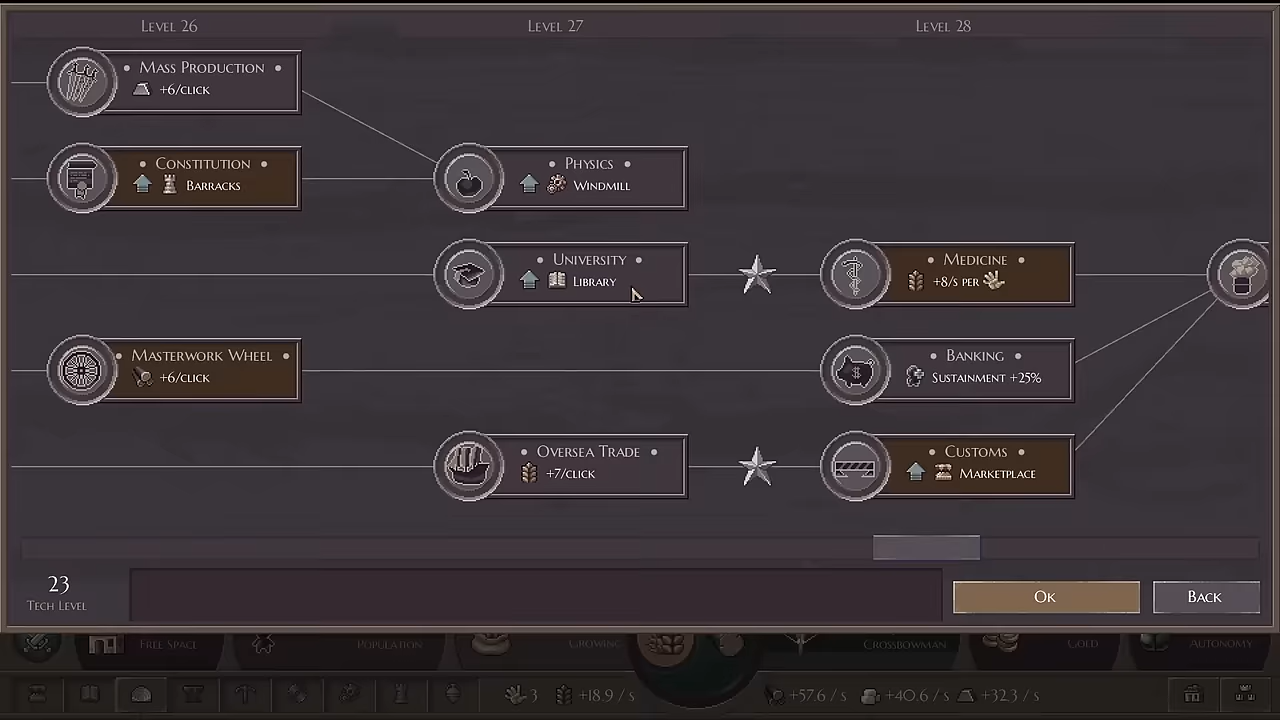 Level 26
Level 27
Level 28
Mass Production
+6/click
Constitution
Barracks
Physics
Windmill
University
Library
Medicine
+8/s per
Masterwork Wheel
+6/click
Banking
$
Sustainment +25%
Oversea Trade
+7/click
Customs
Marketplace
23
Tech Level
Ok
Back
Free Space
Population
Growing
Crossbowman
Gold
Autonomy
3
+18.9 / s
+57.6 / s
+40.6 / s
+32.3 / s